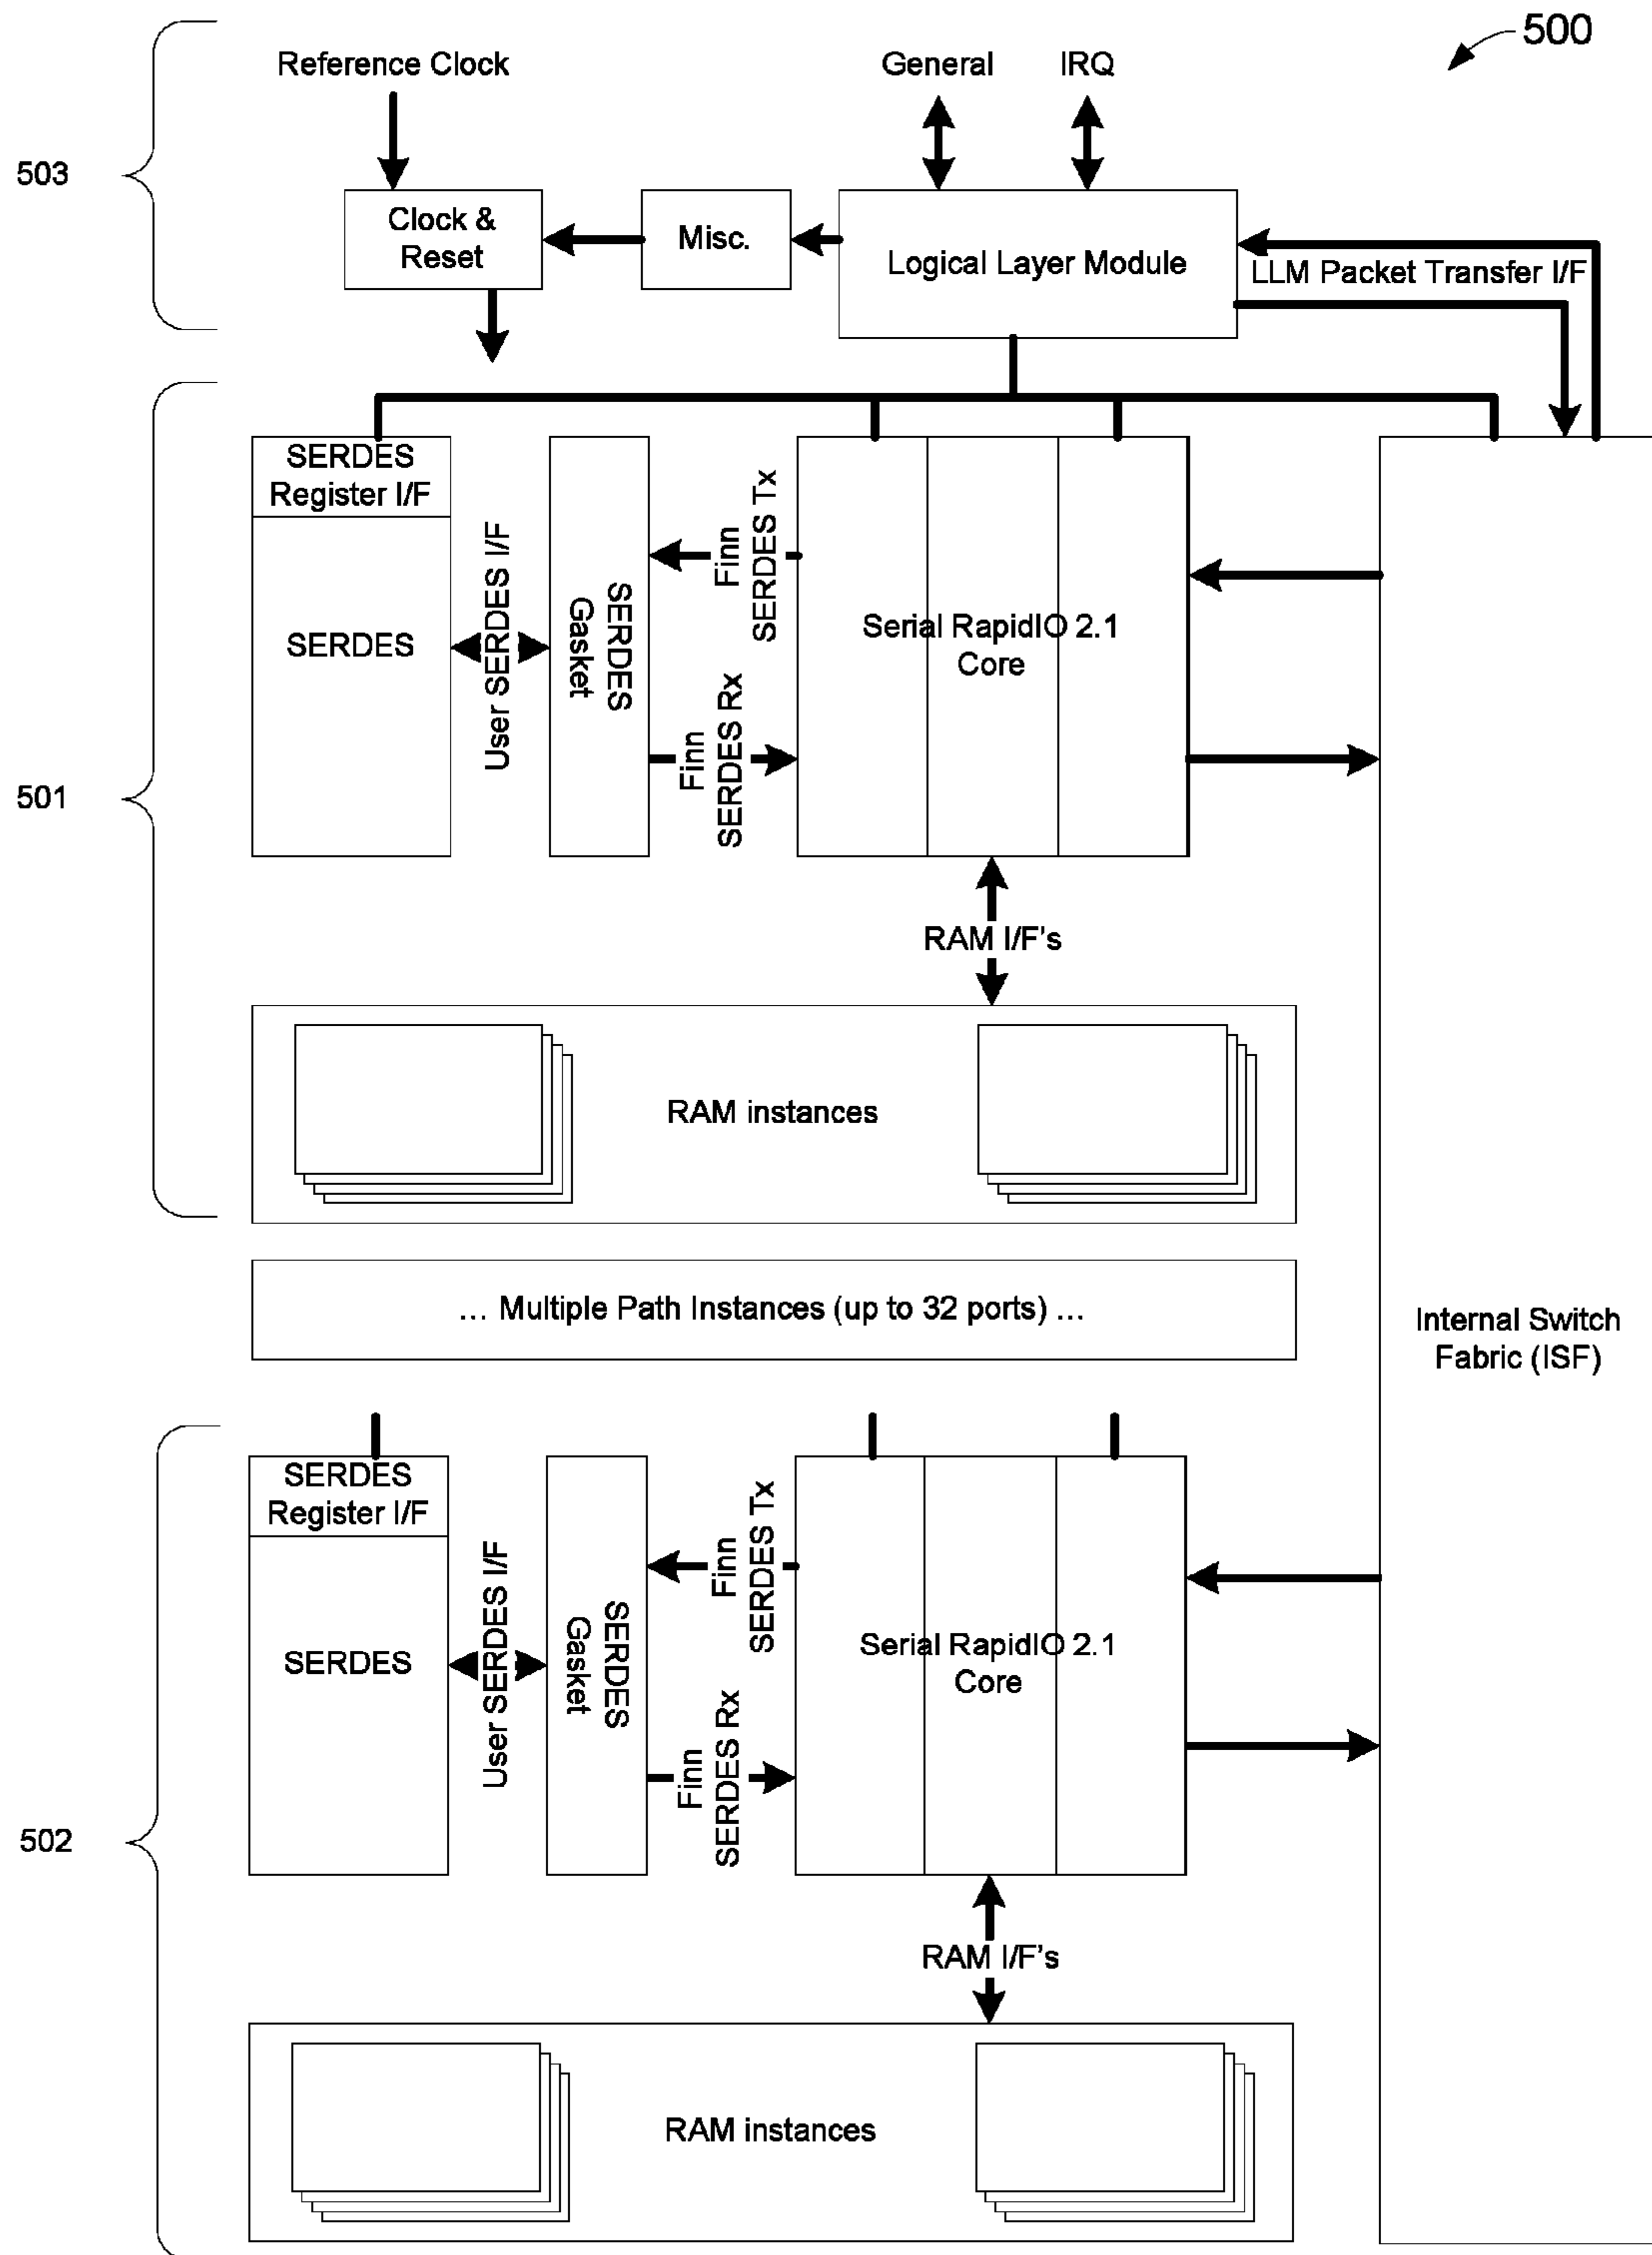 500
Reference Clock
General
IRQ
503
Clock &
Reset
Misc.
Logical Layer Module
LLM Packet Transfer I/F
501
SERDES
Register I/F
SERDES
User SERDES I/F
SERDES
Gasket
Finn
SERDES Tx
Finn
SERDES Rx
Serial RapidIO 2.1
Core
RAM I/F's
RAM instances
... Multiple Path Instances (up to 32 ports) ...
Internal Switch
Fabric (ISF)
502
SERDES
Register I/F
SERDES
User SERDES I/F
SERDES
Gasket
Finn
SERDES Tx
Finn
SERDES Rx
Serial RapidIO 2.1
Core
RAM I/F's
RAM instances